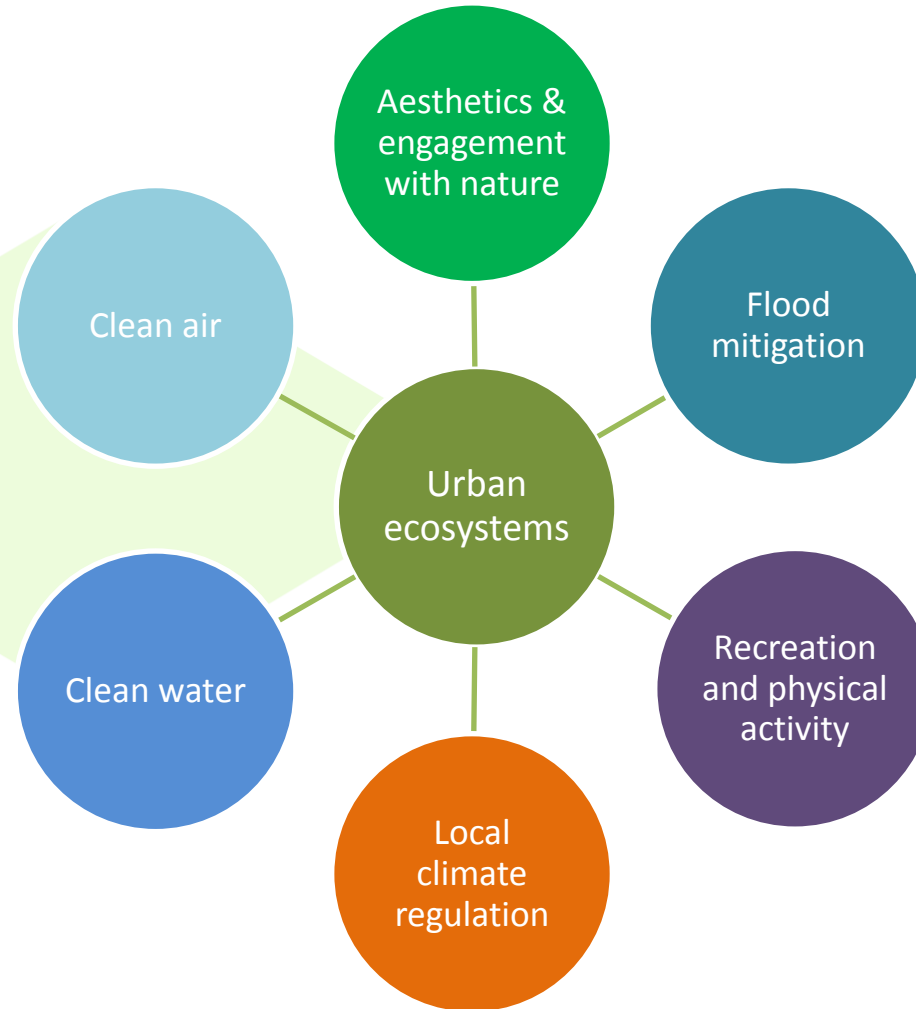 Aesthetics &
engagement
with nature
Clean air
Flood
mitigation
Urban
ecosystems
Clean water
Recreation
and physical
activity
Local
climate
regulation